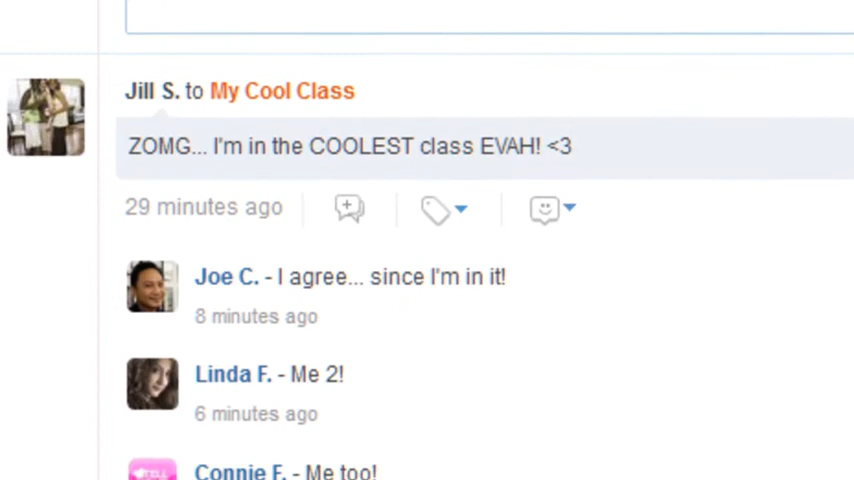 Jill S. to My Cool Class
ZOMG... I'm in the COOLEST class EVAH! <3
29 minutes ago
Joe C. - I agree... since I'm in it!
8 minutes ago
Linda F. - Me 2!
6 minutes ago
Connie F. - Me too!